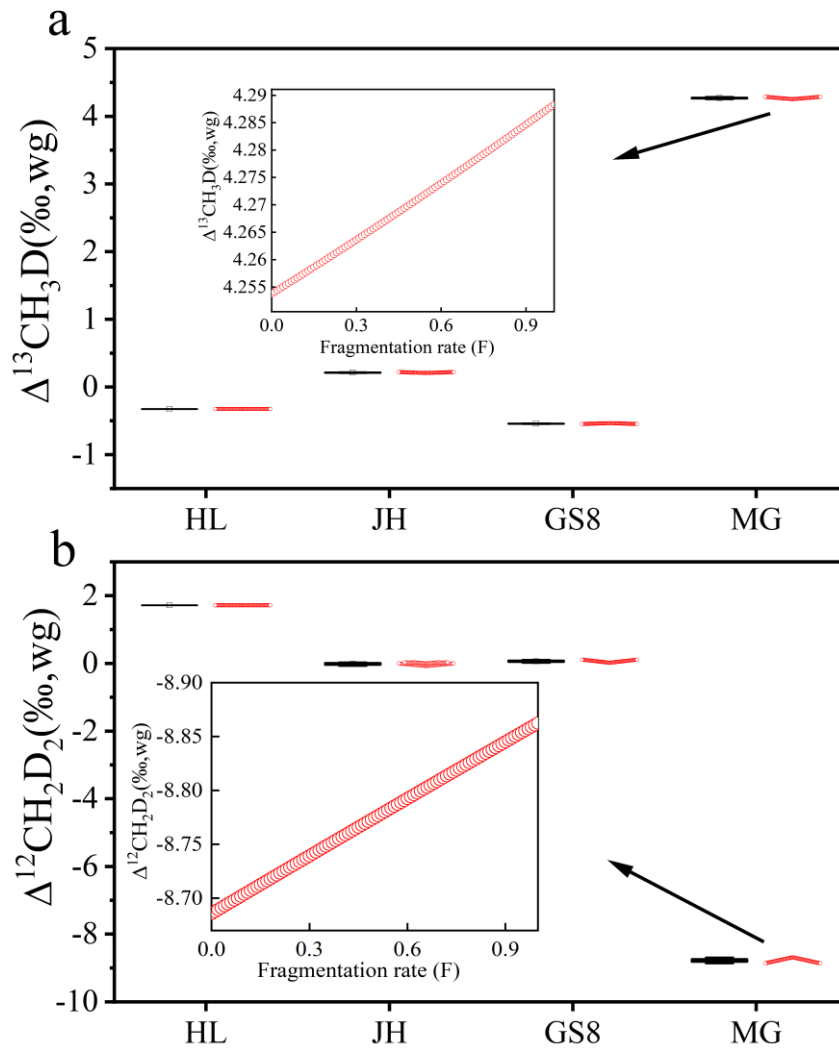 a
Δ¹³CH₃D(‰,wg)
5
4
3
2
1
0
-1
Δ¹³CH₃D(‰,wg)
4.29
4.285
4.28
4.275
4.27
4.265
4.26
4.255
0.0 0.3 0.6 0.9
Fragmentation rate (F)
HL JH GS8 MG
b
Δ¹²CH₂D₂(‰,wg)
2
0
-2
-4
-6
-8
-10
Δ¹²CH₂D₂(‰,wg)
-8.90
-8.85
-8.80
-8.75
-8.70
0.0 0.3 0.6 0.9
Fragmentation rate (F)
HL JH GS8 MG